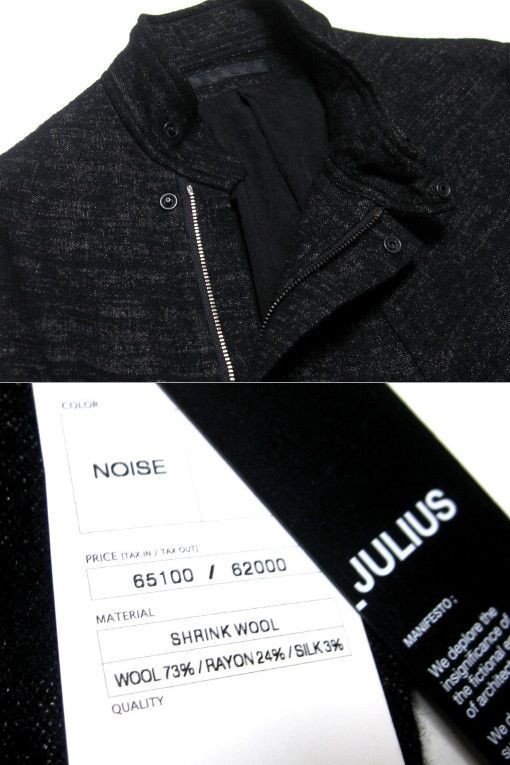 COLOR
NOISE
PRICE [TAX IN / TAX OUT]
65100 / 62000
MATERIAL
SHRINK WOOL
WOOL 73% / RAYON 24% / SILK 3%
QUALITY
_JULIUS
MANIFESTO;
We deplore the
insignificance of
the fictional
of architec
We d